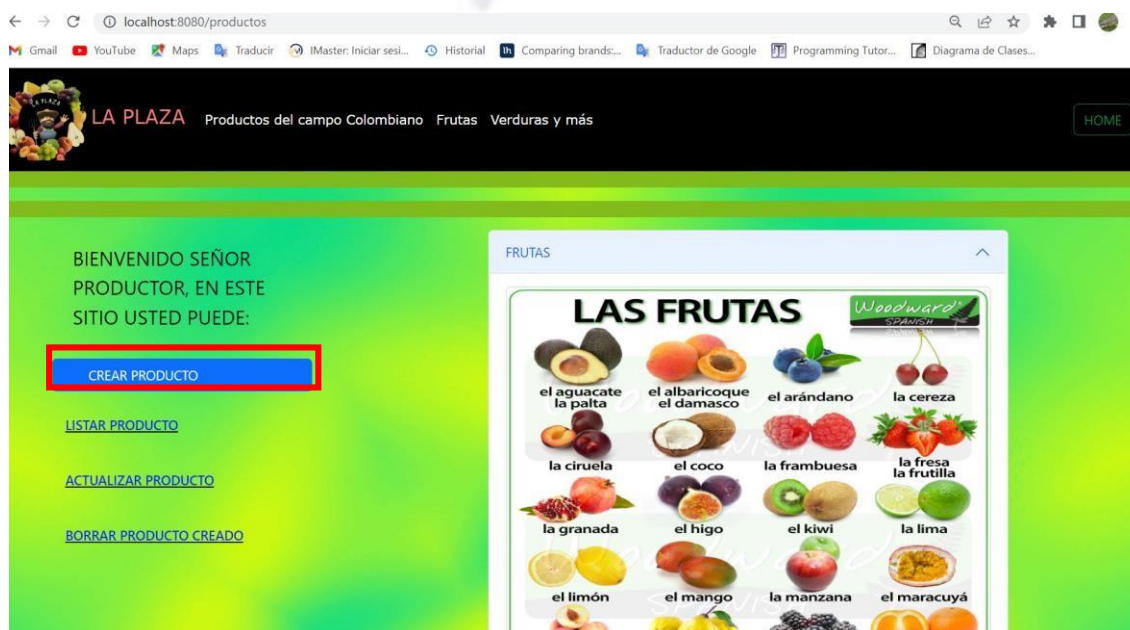 localhost:8080/productos
Gmail YouTube Maps Traducir IMaster: Iniciar sesi... Historial Comparing brands:... Traductor de Google Programming Tutor... Diagrama de Clases...
LA PLAZA
LA PLAZA Productos del campo Colombiano Frutas Verduras y más HOME
BIENVENIDO SEÑOR
PRODUCTOR, EN ESTE
SITIO USTED PUEDE:
CREAR PRODUCTO
LISTAR PRODUCTO
ACTUALIZAR PRODUCTO
BORRAR PRODUCTO CREADO
FRUTAS
LAS FRUTAS
Woodward
SPANISH
el aguacate
la palta
el albaricoque
el damasco
el arándano
la cereza
la ciruela
el coco
la frambuesa
la fresa
la frutilla
la granada
el higo
el kiwi
la lima
el limón
el mango
la manzana
el maracuyá